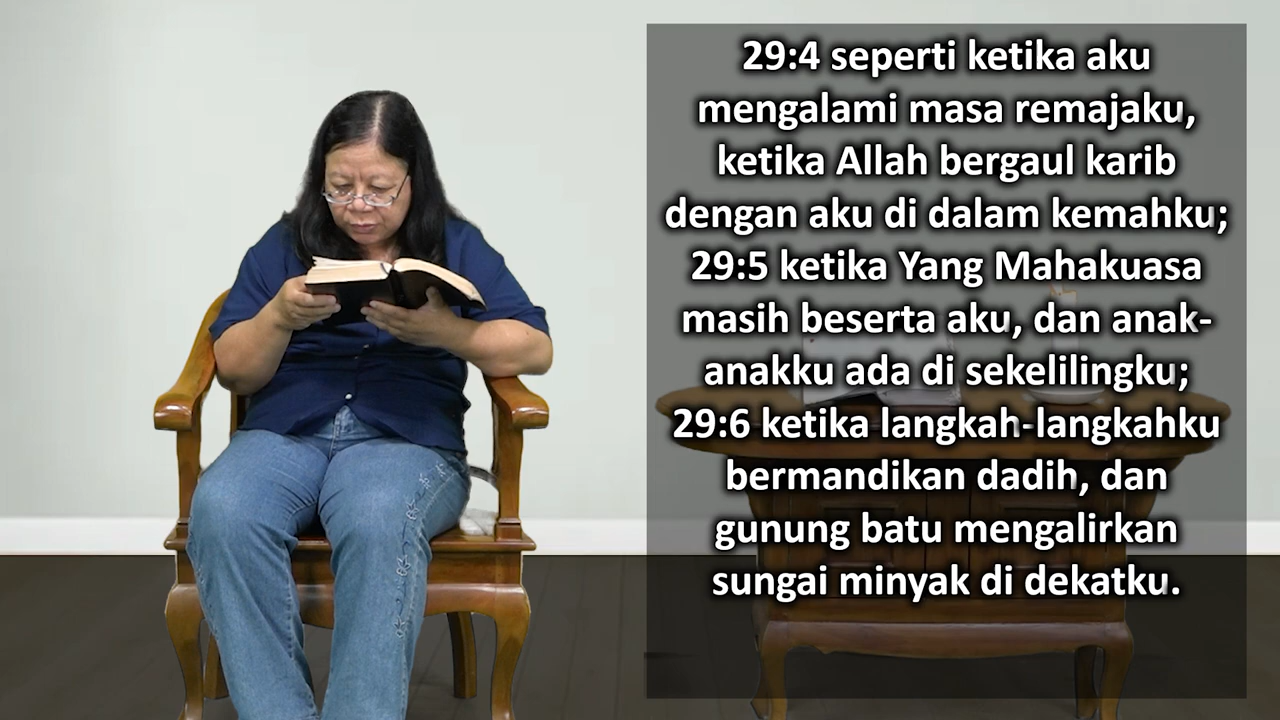 29:4 seperti ketika aku
mengalami masa remajaku,
ketika Allah bergaul karib
dengan aku di dalam kemahku;
29:5 ketika Yang Mahakuasa
masih beserta aku, dan anak-
anakku ada di sekelilingku;
29:6 ketika langkah-langkahku
bermandikan dadih, dan
gunung batu mengalirkan
sungai minyak di dekatku.